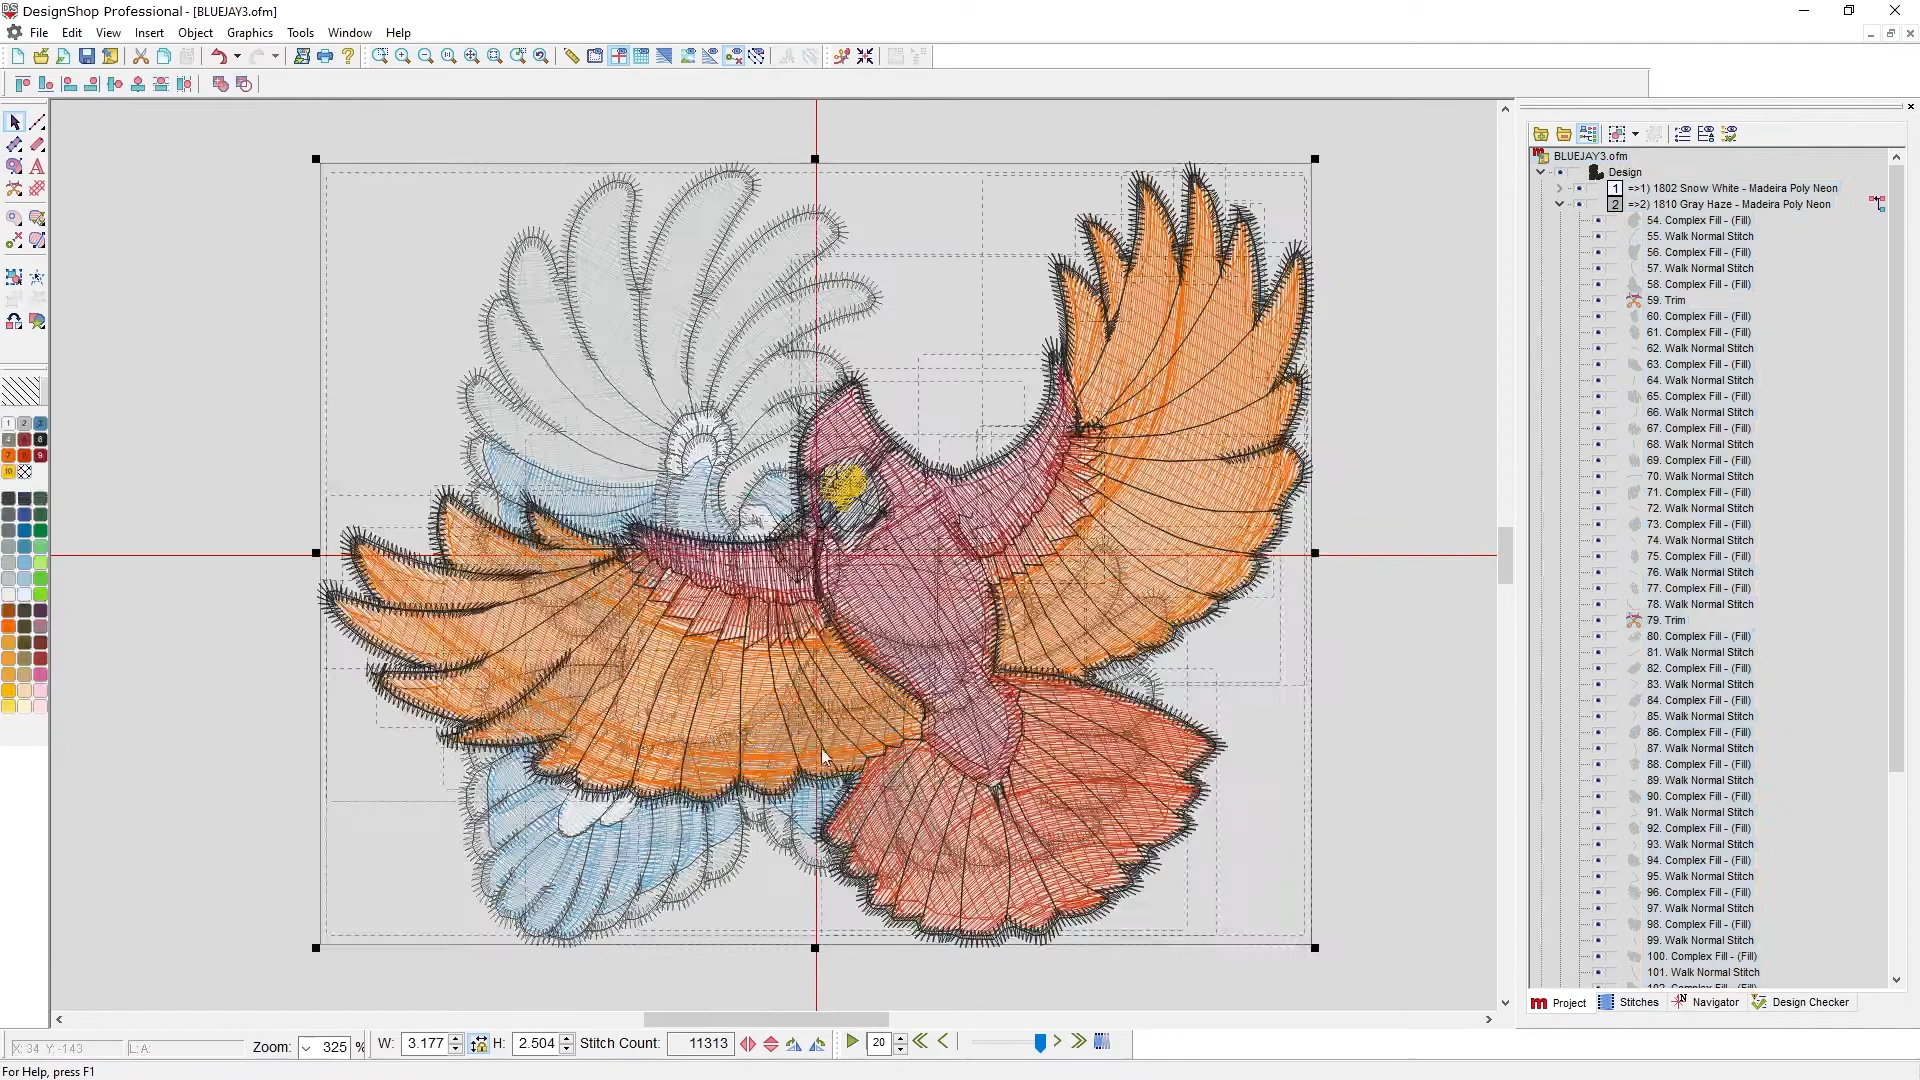 DesignShop Professional - [BLUEJAY3.ofm]
File Edit View Insert Object Graphics Tools Window Help
BLUEJAY3.ofm
Design
1 =>1) 1802 Snow White - Madeira Poly Neon
2 =>2) 1810 Gray Haze - Madeira Poly Neon
54. Complex Fill - (Fill)
55. Walk Normal Stitch
56. Complex Fill - (Fill)
57. Walk Normal Stitch
58. Complex Fill - (Fill)
59. Trim
60. Complex Fill - (Fill)
61. Complex Fill - (Fill)
62. Walk Normal Stitch
63. Complex Fill - (Fill)
64. Walk Normal Stitch
65. Complex Fill - (Fill)
66. Walk Normal Stitch
67. Complex Fill - (Fill)
68. Walk Normal Stitch
69. Complex Fill - (Fill)
70. Walk Normal Stitch
71. Complex Fill - (Fill)
72. Walk Normal Stitch
73. Complex Fill - (Fill)
74. Walk Normal Stitch
75. Complex Fill - (Fill)
76. Walk Normal Stitch
77. Complex Fill - (Fill)
78. Walk Normal Stitch
79. Trim
80. Complex Fill - (Fill)
81. Walk Normal Stitch
82. Complex Fill - (Fill)
83. Walk Normal Stitch
84. Complex Fill - (Fill)
85. Walk Normal Stitch
86. Complex Fill - (Fill)
87. Walk Normal Stitch
88. Complex Fill - (Fill)
89. Walk Normal Stitch
90. Complex Fill - (Fill)
91. Walk Normal Stitch
92. Complex Fill - (Fill)
93. Walk Normal Stitch
94. Complex Fill - (Fill)
95. Walk Normal Stitch
96. Complex Fill - (Fill)
97. Walk Normal Stitch
98. Complex Fill - (Fill)
99. Walk Normal Stitch
100. Complex Fill - (Fill)
101. Walk Normal Stitch
Project Stitches Navigator Design Checker
X: 34 Y: -143 L: A: Zoom: 325 % W: 3.177 H: 2.504 Stitch Count: 11313 20
For Help, press F1